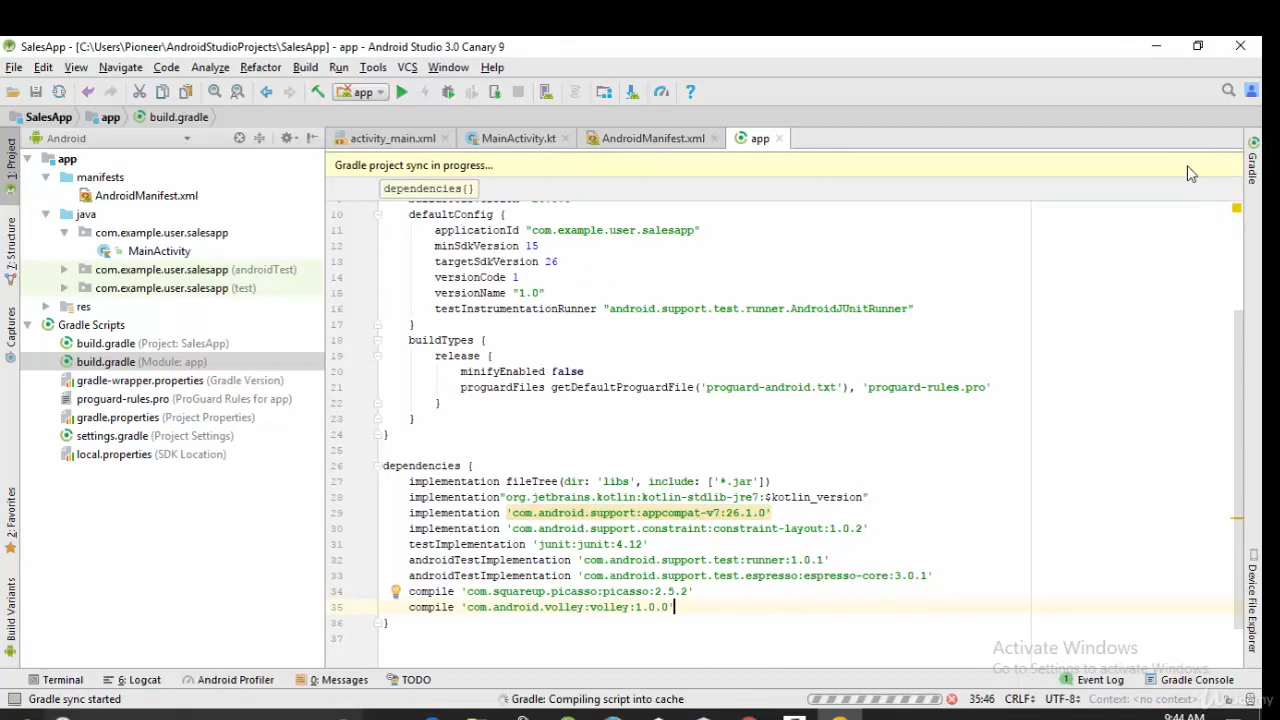 SalesApp - [C:\Users\Pioneer\AndroidStudioProjects\SalesApp] - app - Android Studio 3.0 Canary 9
File Edit View Navigate Code Analyze Refactor Build Run Tools VCS Window Help
app
SalesApp app build.gradle
Android activity_main.xml MainActivity.kt AndroidManifest.xml app
1: Project
Z: Structure
Captures
2: Favorites
Build Variants
app
manifests
AndroidManifest.xml
java
com.example.user.salesapp
MainActivity
com.example.user.salesapp (androidTest)
com.example.user.salesapp (test)
res
Gradle Scripts
build.gradle (Project: SalesApp)
build.gradle (Module: app)
gradle-wrapper.properties (Gradle Version)
proguard-rules.pro (ProGuard Rules for app)
gradle.properties (Project Properties)
settings.gradle (Project Settings)
local.properties (SDK Location)
Gradle project sync in progress...
dependencies{}
10 defaultConfig {
11 applicationId "com.example.user.salesapp"
12 minSdkVersion 15
13 targetSdkVersion 26
14 versionCode 1
15 versionName "1.0"
16 testInstrumentationRunner "android.support.test.runner.AndroidJUnitRunner"
17 }
18 buildTypes {
19 release {
20 minifyEnabled false
21 proguardFiles getDefaultProguardFile('proguard-android.txt'), 'proguard-rules.pro'
22 }
23 }
24 }
25
26 dependencies {
27 implementation fileTree(dir: 'libs', include: ['*.jar'])
28 implementation"org.jetbrains.kotlin:kotlin-stdlib-jre7:$kotlin_version"
29 implementation 'com.android.support:appcompat-v7:26.1.0'
30 implementation 'com.android.support.constraint:constraint-layout:1.0.2'
31 testImplementation 'junit:junit:4.12'
32 androidTestImplementation 'com.android.support.test:runner:1.0.1'
33 androidTestImplementation 'com.android.support.test.espresso:espresso-core:3.0.1'
34 compile 'com.squareup.picasso:picasso:2.5.2'
35 compile 'com.android.volley:volley:1.0.0'
36 }
37
Gradle
Device File Explorer
Activate Windows
Go to Settings to activate Windows.
Terminal 6: Logcat Android Profiler 0: Messages TODO Event Log Gradle Console
Gradle sync started Gradle: Compiling script into cache 35:46 CRLF UTF-8 Context: <no context>
9:46 AM